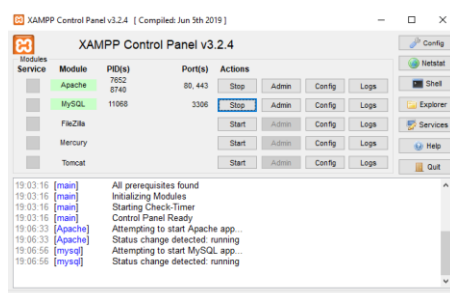 XAMPP Control Panel v3.2.4 [ Compiled: Jun 5th 2019 ]
XAMPP Control Panel v3.2.4
Config
Modules
Service Module PID(s) Port(s) Actions
Netstat
Apache 7652 8740 80, 443 Stop Admin Config Logs
Shell
MySQL 11068 3306 Stop Admin Config Logs
Explorer
FileZilla Start Admin Config Logs
Services
Mercury Start Admin Config Logs
Help
Tomcat Start Admin Config Logs
Quit
19:03:16 [main] All prerequisites found
19:03:16 [main] Initializing Modules
19:03:16 [main] Starting Check-Timer
19:03:16 [main] Control Panel Ready
19:06:33 [Apache] Attempting to start Apache app...
19:06:33 [Apache] Status change detected: running
19:06:56 [mysql] Attempting to start MySQL app...
19:06:56 [mysql] Status change detected: running